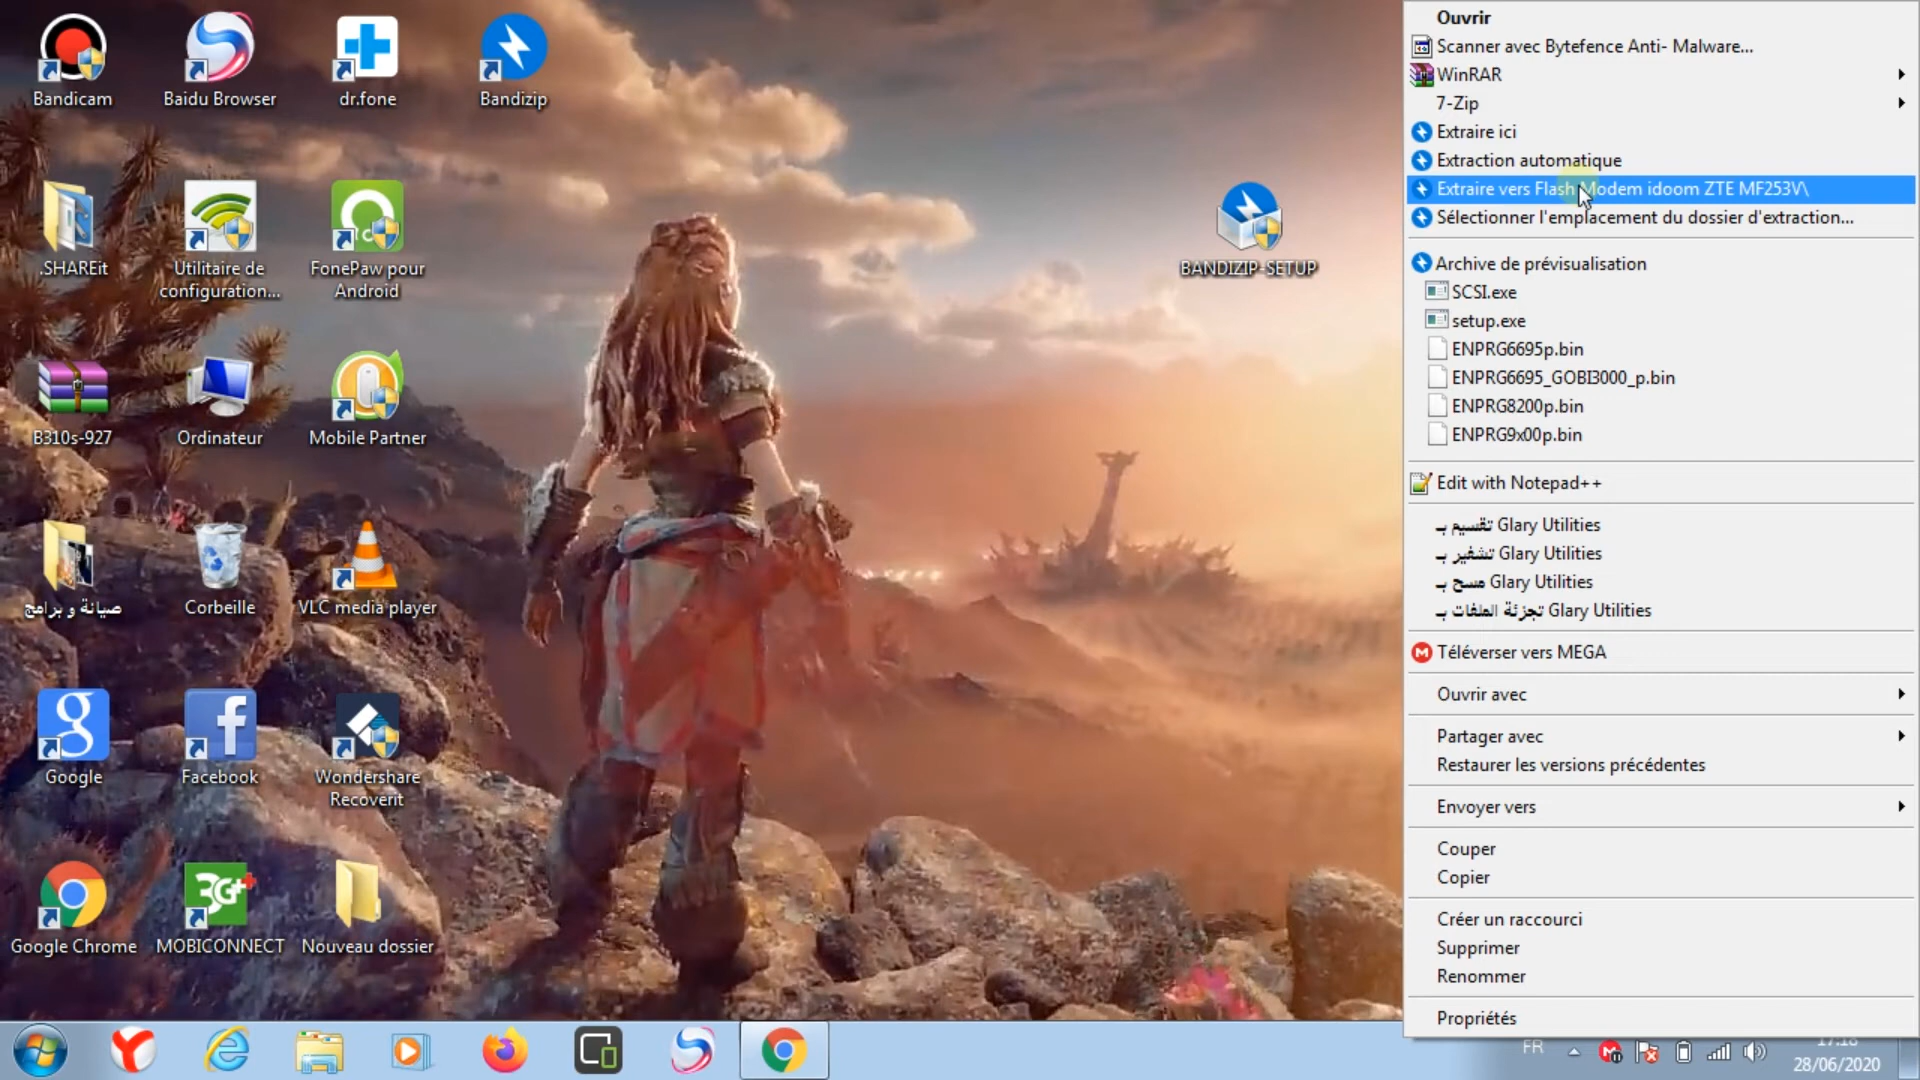 Bandicam
Baidu Browser
dr.fone
Bandizip
.SHAREit
Utilitaire de
configuration...
FonePaw pour
Android
BANDIZIP-SETUP
B310s-927
Ordinateur
Mobile Partner
صيانة و برامج
Corbeille
VLC media player
Google
Facebook
Wondershare
Recoverit
Google Chrome
3G+
MOBICONNECT
Nouveau dossier
Ouvrir
Scanner avec Bytefence Anti- Malware...
WinRAR
7-Zip
Extraire ici
Extraction automatique
Extraire vers Flash Modem idoom ZTE MF253V\
Sélectionner l'emplacement du dossier d'extraction...
Archive de prévisualisation
SCSI.exe
setup.exe
ENPRG6695p.bin
ENPRG6695_GOBI3000_p.bin
ENPRG8200p.bin
ENPRG9x00p.bin
Edit with Notepad++
تقسيم بـ Glary Utilities
تشفير بـ Glary Utilities
مسح بـ Glary Utilities
تجزئة الملفات بـ Glary Utilities
Téléverser vers MEGA
Ouvrir avec
Partager avec
Restaurer les versions précédentes
Envoyer vers
Couper
Copier
Créer un raccourci
Supprimer
Renommer
Propriétés
FR
17:18
28/06/2020